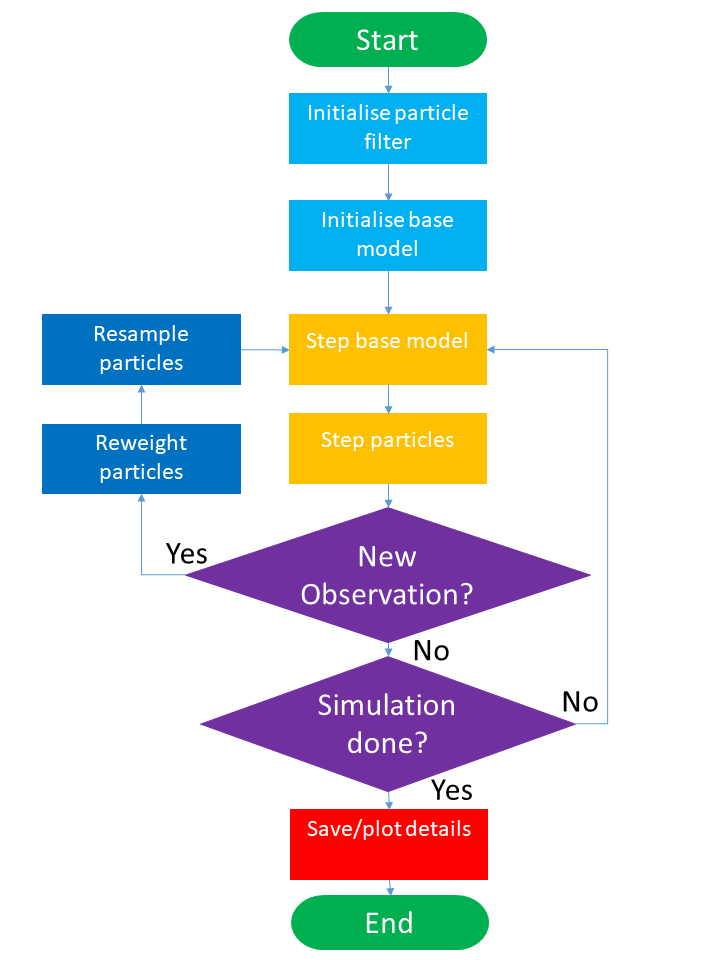 Start
Initialise particle
filter
Initialise base
model
Resample
particles
Step base model
Reweight
particles
Step particles
Yes
New
Observation?
No
Simulation
done?
No
Yes
Save/plot details
End